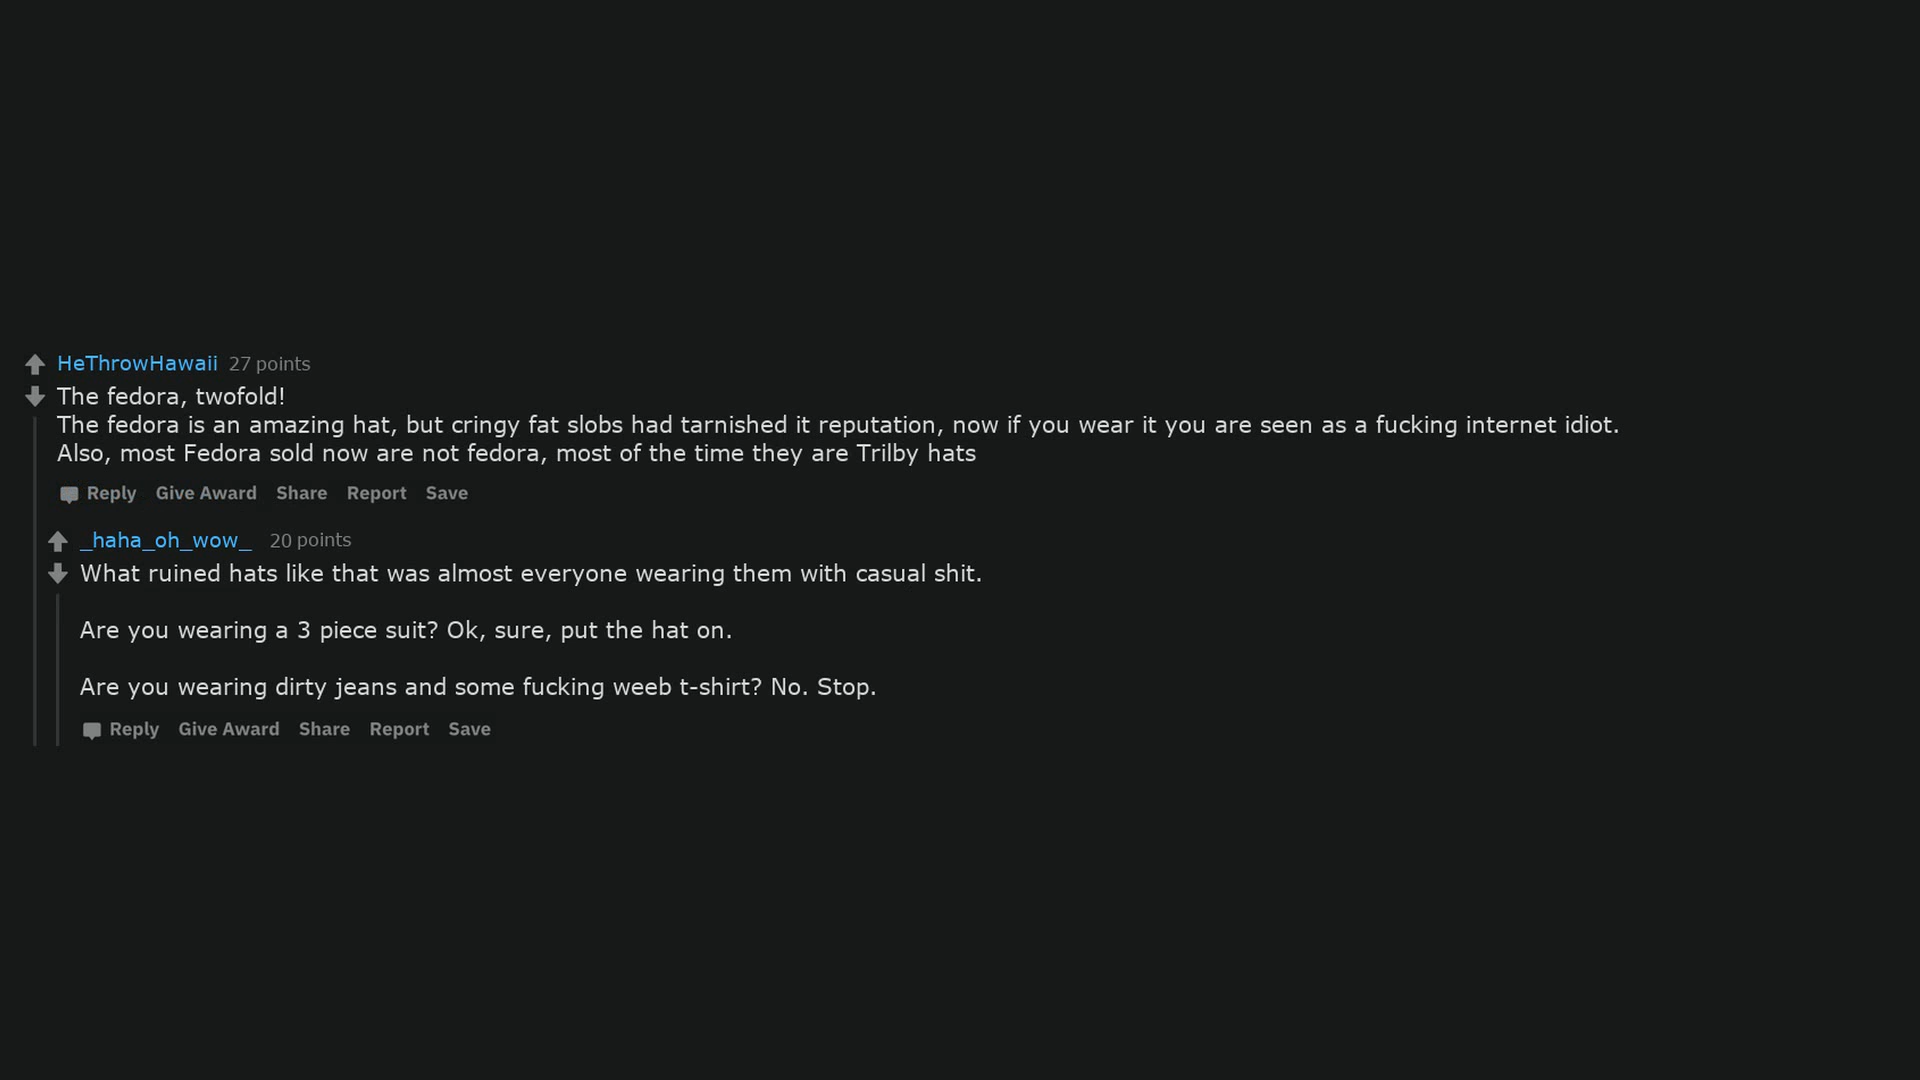 HeThrowHawaii 27 points
The fedora, twofold!
The fedora is an amazing hat, but cringy fat slobs had tarnished it reputation, now if you wear it you are seen as a fucking internet idiot.
Also, most Fedora sold now are not fedora, most of the time they are Trilby hats
Reply Give Award Share Report Save
_haha_oh_wow_ 20 points
What ruined hats like that was almost everyone wearing them with casual shit.
Are you wearing a 3 piece suit? Ok, sure, put the hat on.
Are you wearing dirty jeans and some fucking weeb t-shirt? No. Stop.
Reply Give Award Share Report Save